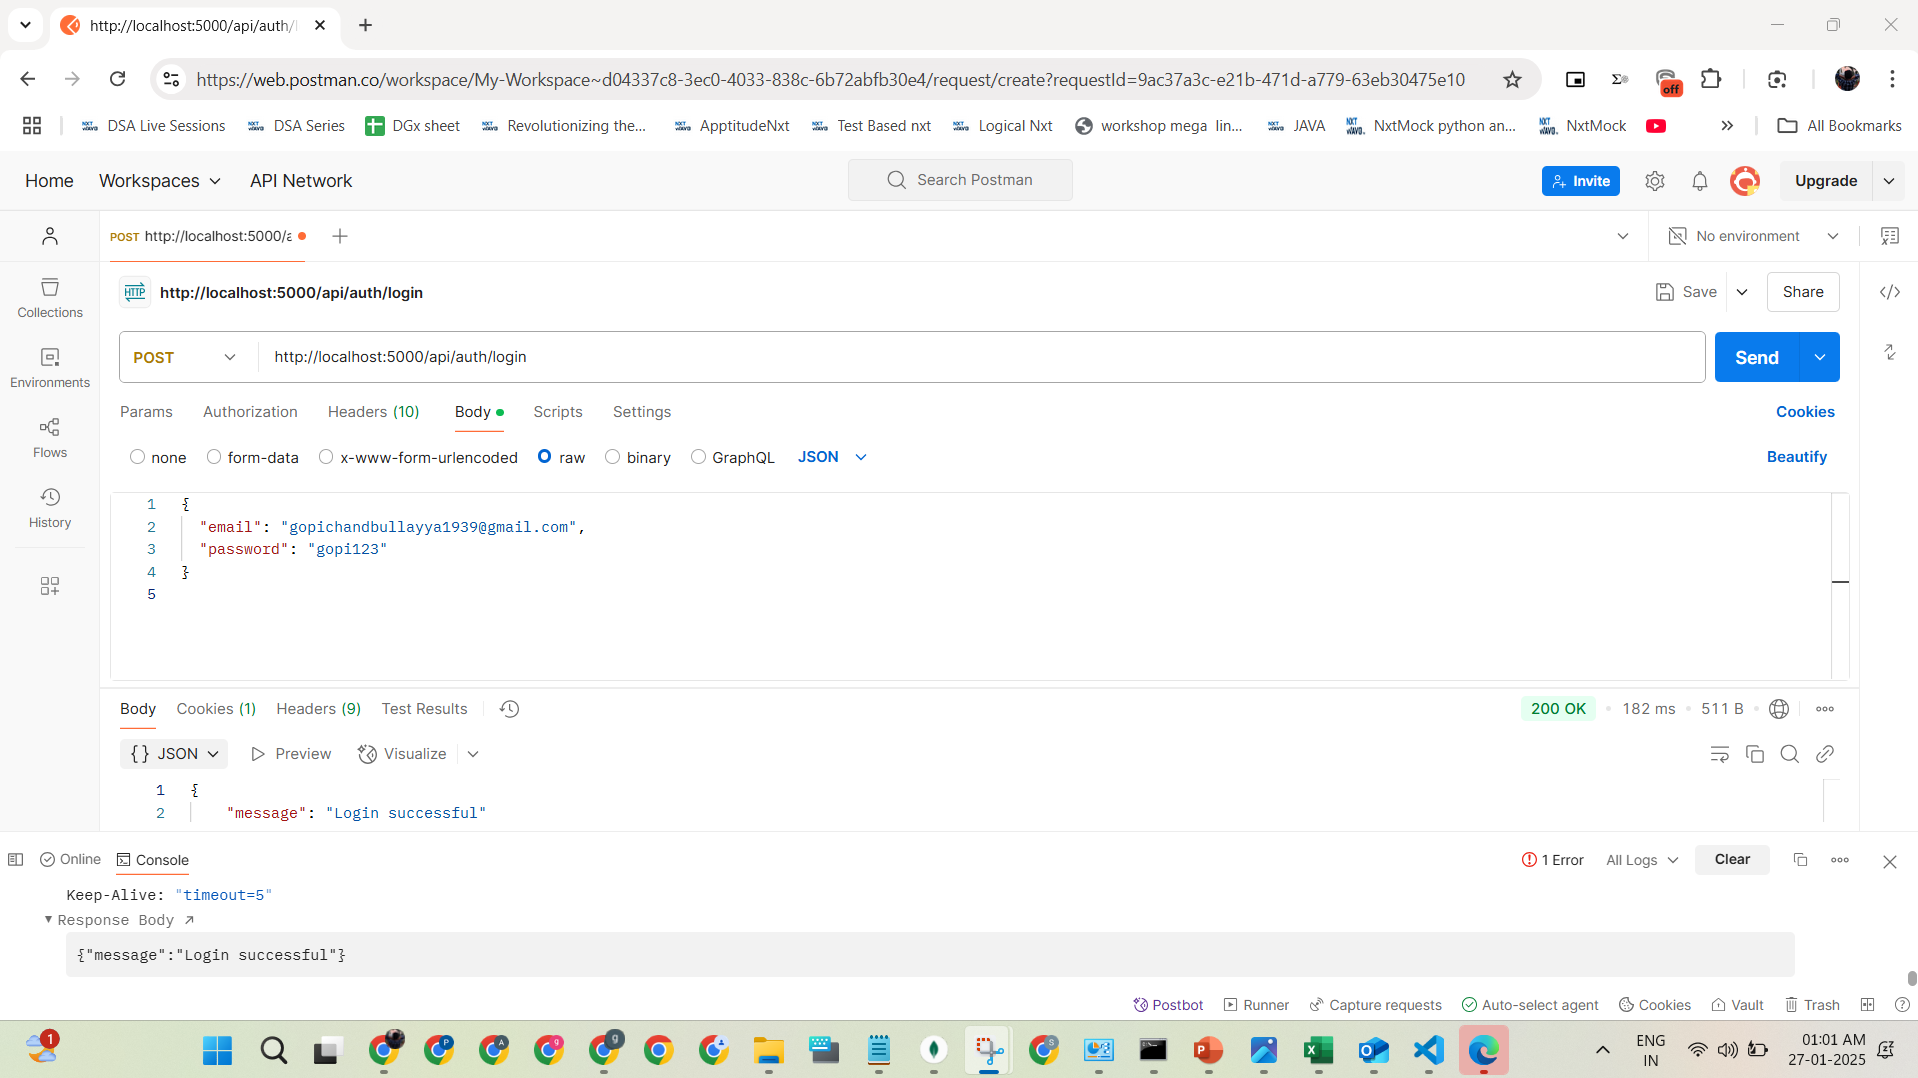 http://localhost:5000/api/auth/l
https://web.postman.co/workspace/My-Workspace~d04337c8-3ec0-4033-838c-6b72abfb30e4/request/create?requestId=9ac37a3c-e21b-471d-a779-63eb30475e10
off
DSA Live Sessions DSA Series DGx sheet Revolutionizing the... ApptitudeNxt Test Based nxt Logical Nxt workshop mega lin... JAVA NxtMock python an... NxtMock All Bookmarks
Home Workspaces API Network Search Postman Invite Upgrade
POST http://localhost:5000/a No environment
HTTP http://localhost:5000/api/auth/login Save Share
Collections
POST http://localhost:5000/api/auth/login Send
Environments
Params Authorization Headers (10) Body Scripts Settings Cookies
Flows
none form-data x-www-form-urlencoded raw binary GraphQL JSON Beautify
History
1 {
2 "email": "gopichandbullayya1939@gmail.com",
3 "password": "gopi123"
4 }
5
Body Cookies (1) Headers (9) Test Results 200 OK 182 ms 511 B
{ } JSON Preview Visualize
1 {
2 "message": "Login successful"
Online Console 1 Error All Logs Clear
Keep-Alive: "timeout=5"
Response Body
{"message":"Login successful"}
Postbot Runner Capture requests Auto-select agent Cookies Vault Trash
1
ENG
IN
01:01 AM
27-01-2025